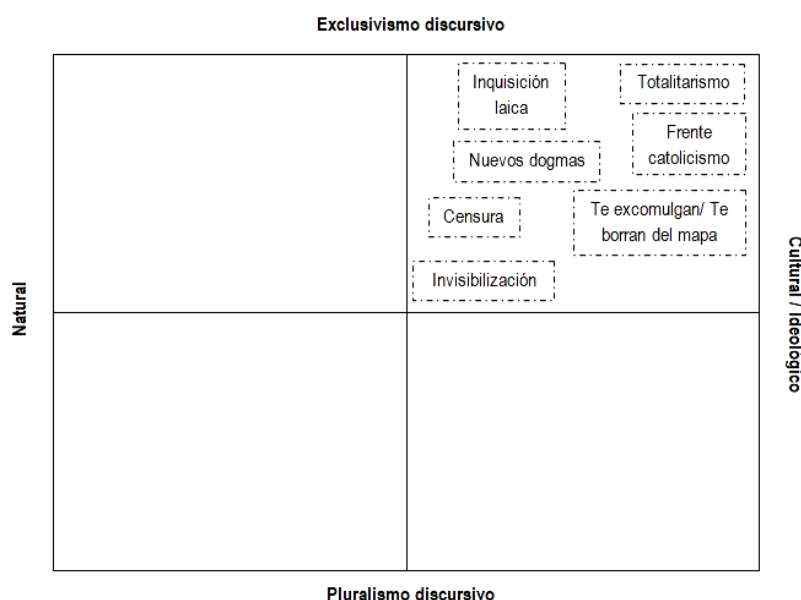 Exclusivismo discursivo
Inquisición
laica
Totalitarismo
Frente
catolicismo
Nuevos dogmas
Censura
Te excomulgan/ Te
borran del mapa
Invisibilización
Natural
Cultural / Ideológico
Pluralismo discursivo